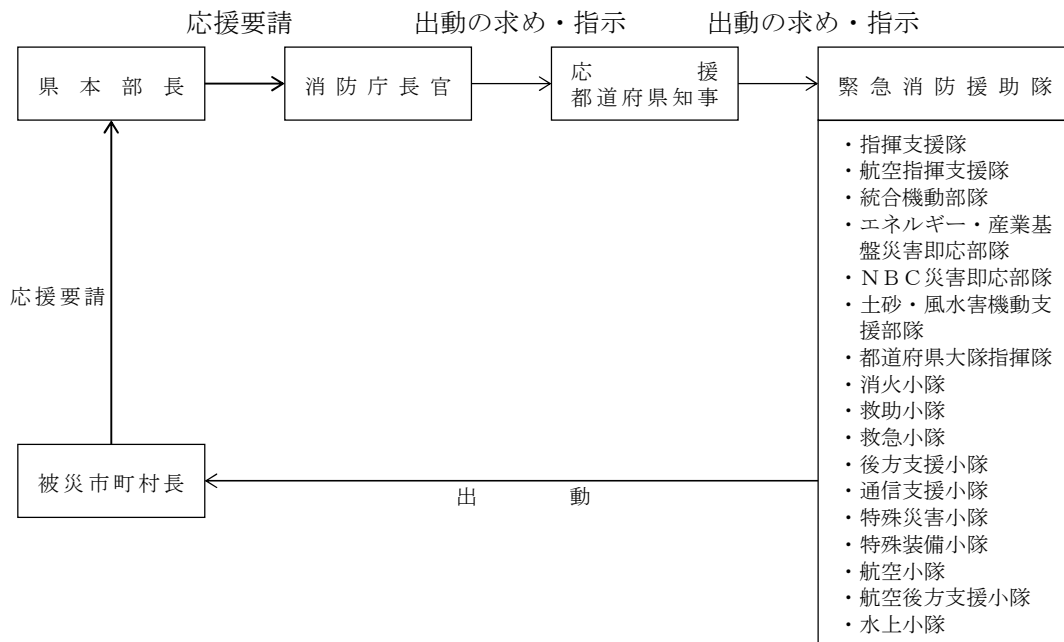 応援要請
出動の求め・指示
出動の求め・指示
県本部長
消防庁長官
応援
都道府県知事
緊急消防援助隊
・指揮支援隊
・航空指揮支援隊
・統合機動部隊
・エネルギー・産業基
盤災害即応部隊
・ＮＢＣ災害即応部隊
・土砂・風水害機動支
援部隊
・都道府県大隊指揮隊
・消火小隊
・救助小隊
・救急小隊
・後方支援小隊
・通信支援小隊
・特殊災害小隊
・特殊装備小隊
・航空小隊
・航空後方支援小隊
・水上小隊
応援要請
被災市町村長
出動